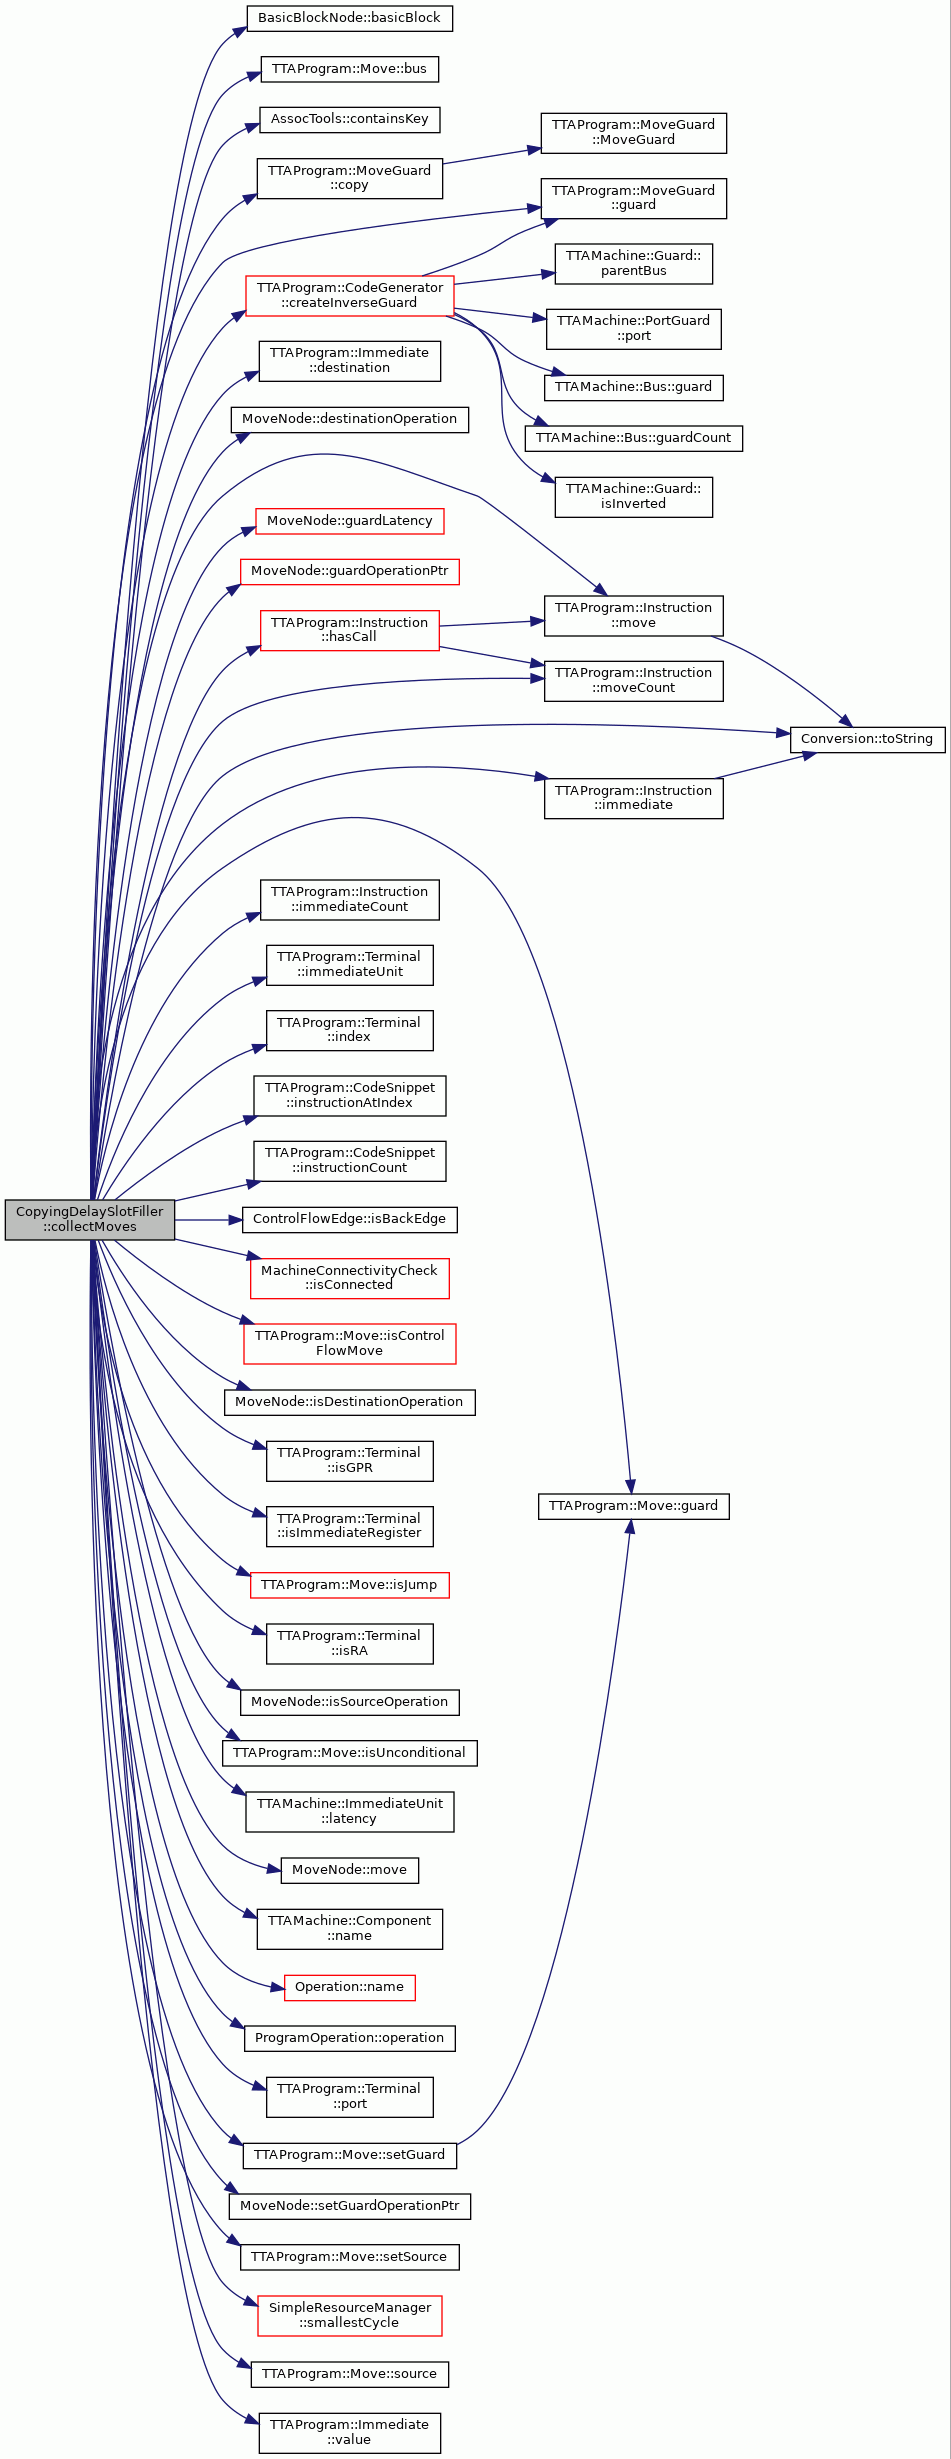 BasicBlockNode::basicBlock
TTAProgram::Move::bus
AssocTools::containsKey
TTAProgram::MoveGuard
::copy
TTAProgram::CodeGenerator
::createInverseGuard
TTAProgram::Immediate
::destination
MoveNode::destinationOperation
MoveNode::guardLatency
MoveNode::guardOperationPtr
TTAProgram::Instruction
::hasCall
TTAProgram::Instruction
::immediateCount
TTAProgram::Terminal
::immediateUnit
TTAProgram::Terminal
::index
TTAProgram::CodeSnippet
::instructionAtIndex
TTAProgram::CodeSnippet
::instructionCount
CopyingDelaySlotFiller
::collectMoves
ControlFlowEdge::isBackEdge
MachineConnectivityCheck
::isConnected
TTAProgram::Move::isControl
FlowMove
MoveNode::isDestinationOperation
TTAProgram::Terminal
::isGPR
TTAProgram::Terminal
::isImmediateRegister
TTAProgram::Move::isJump
TTAProgram::Terminal
::isRA
MoveNode::isSourceOperation
TTAProgram::Move::isUnconditional
TTAMachine::ImmediateUnit
::latency
MoveNode::move
TTAMachine::Component
::name
Operation::name
ProgramOperation::operation
TTAProgram::Terminal
::port
TTAProgram::Move::setGuard
MoveNode::setGuardOperationPtr
TTAProgram::Move::setSource
SimpleResourceManager
::smallestCycle
TTAProgram::Move::source
TTAProgram::Immediate
::value
TTAProgram::MoveGuard
::MoveGuard
TTAProgram::MoveGuard
::guard
TTAMachine::Guard::
parentBus
TTAMachine::PortGuard
::port
TTAMachine::Bus::guard
TTAMachine::Bus::guardCount
TTAMachine::Guard::
isInverted
TTAProgram::Instruction
::move
TTAProgram::Instruction
::moveCount
Conversion::toString
TTAProgram::Instruction
::immediate
TTAProgram::Move::guard